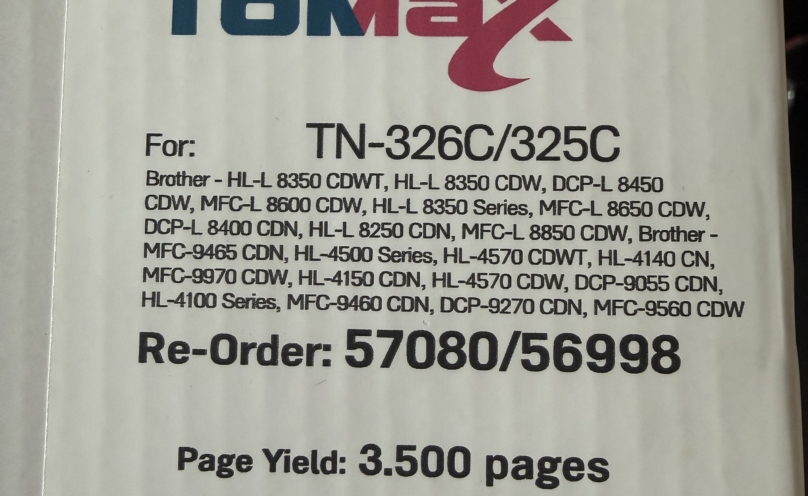 TOMax
For: TN-326C/325C
Brother - HL-L 8350 CDWT, HL-L 8350 CDW, DCP-L 8450
CDW, MFC-L 8600 CDW, HL-L 8350 Series, MFC-L 8650 CDW,
DCP-L 8400 CDN, HL-L 8250 CDN, MFC-L 8850 CDW, Brother -
MFC-9465 CDN, HL-4500 Series, HL-4570 CDWT, HL-4140 CN,
MFC-9970 CDW, HL-4150 CDN, HL-4570 CDW, DCP-9055 CDN,
HL-4100 Series, MFC-9460 CDN, DCP-9270 CDN, MFC-9560 CDW
Re-Order: 57080/56998
Page Yield: 3.500 pages